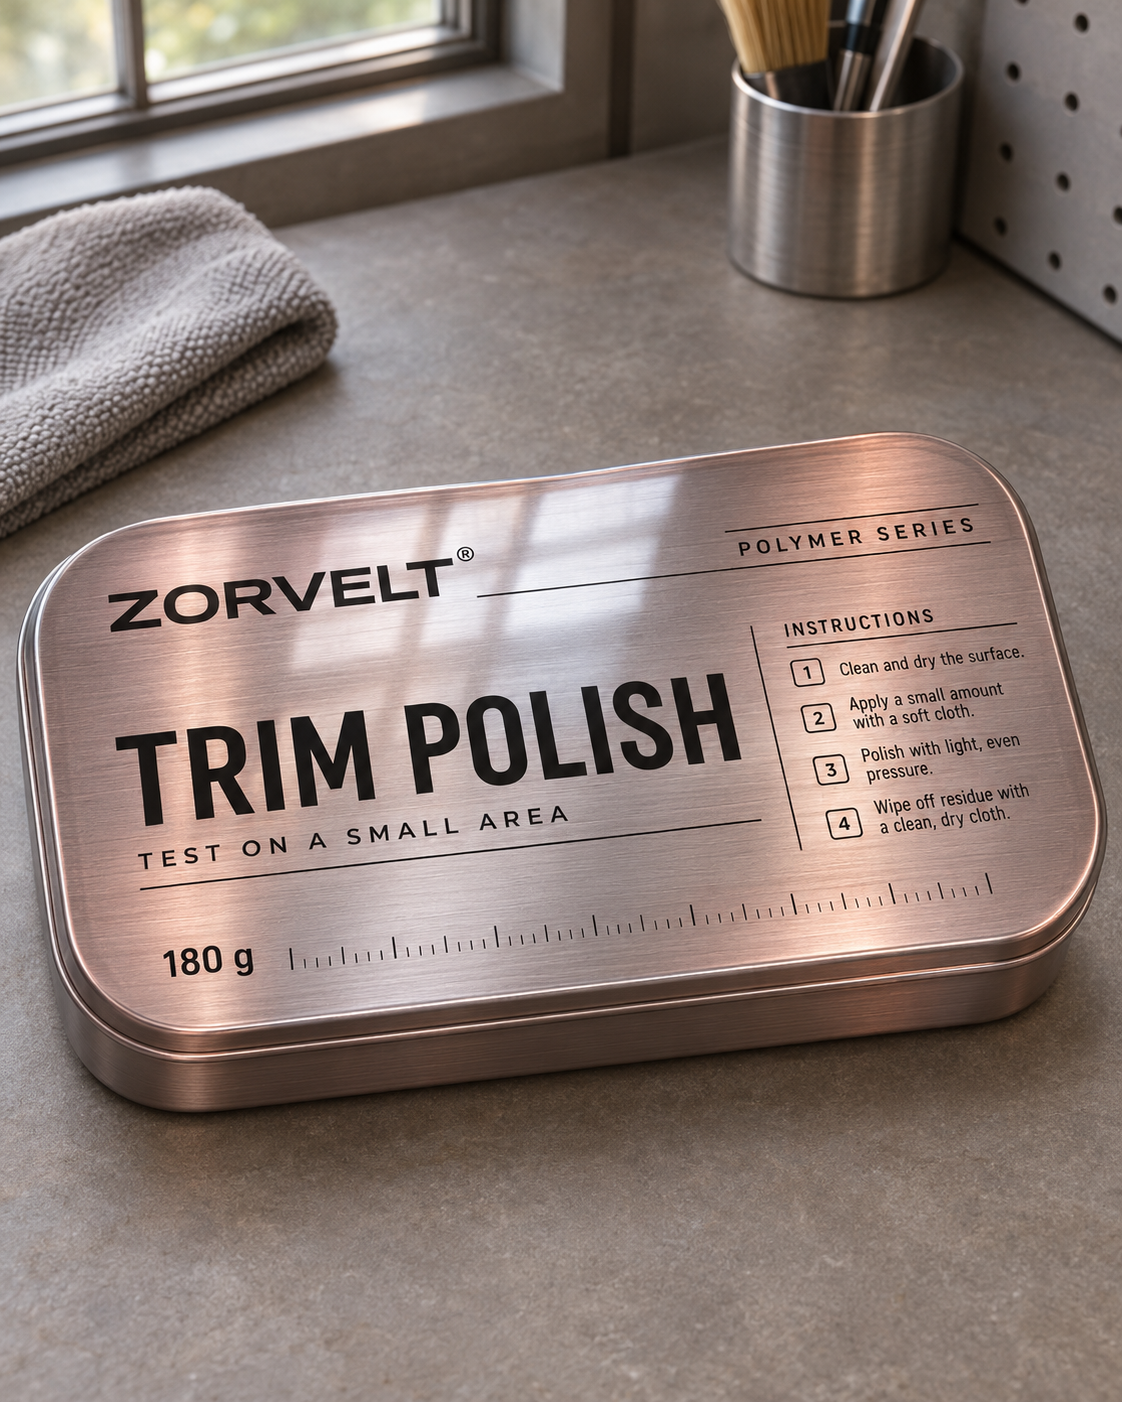 ZORVELT®
POLYMER SERIES
TRIM POLISH
TEST ON A SMALL AREA
180 g
INSTRUCTIONS
1 Clean and dry the surface.
2 Apply a small amount
with a soft cloth.
3 Polish with light, even
pressure.
4 Wipe off residue with
a clean, dry cloth.